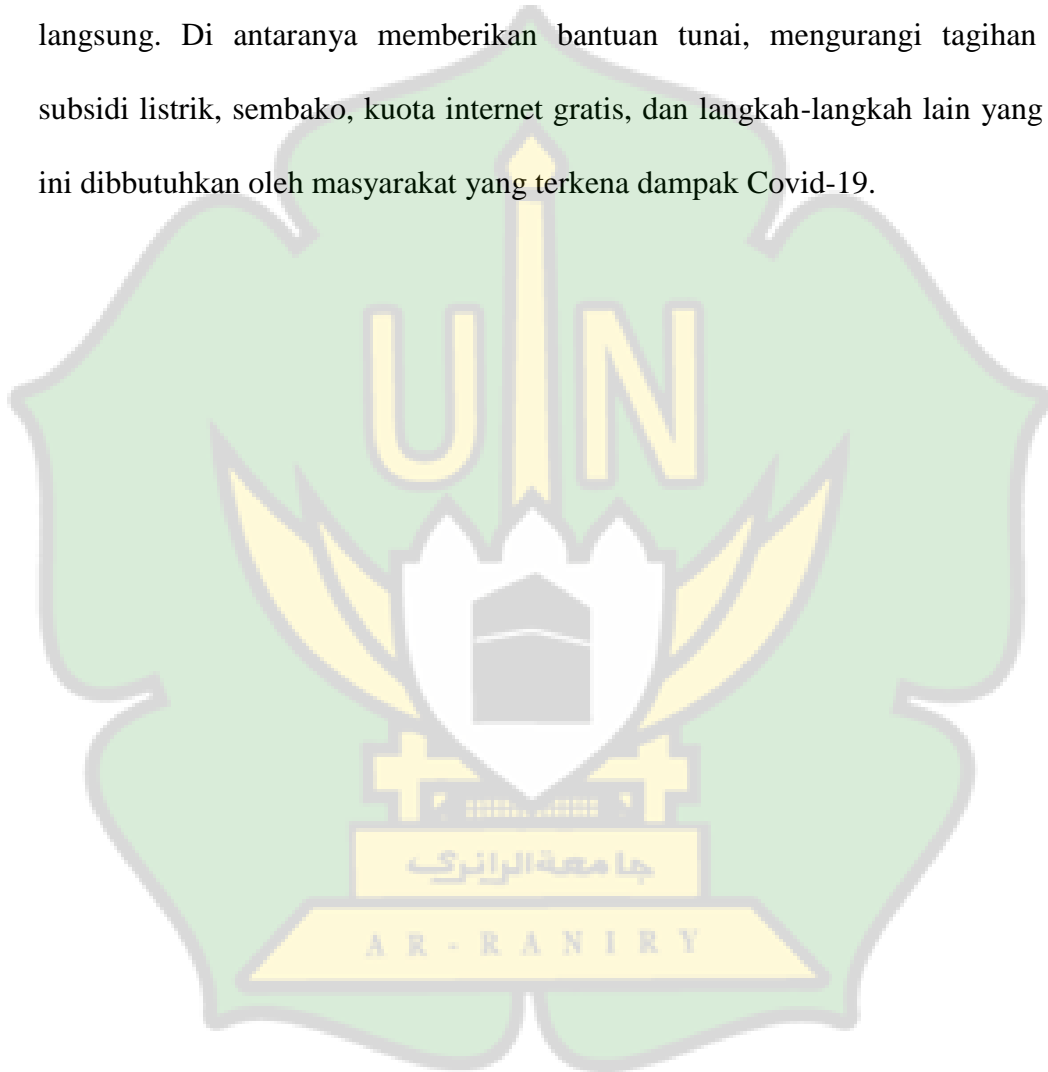 langsung. Di antaranya memberikan bantuan tunai, mengurangi tagihan
subsidi listrik, sembako, kuota internet gratis, dan langkah-langkah lain yang
ini dibbutuhkan oleh masyarakat yang terkena dampak Covid-19.
UIN
جامعة الرانري
AR-RANIRY